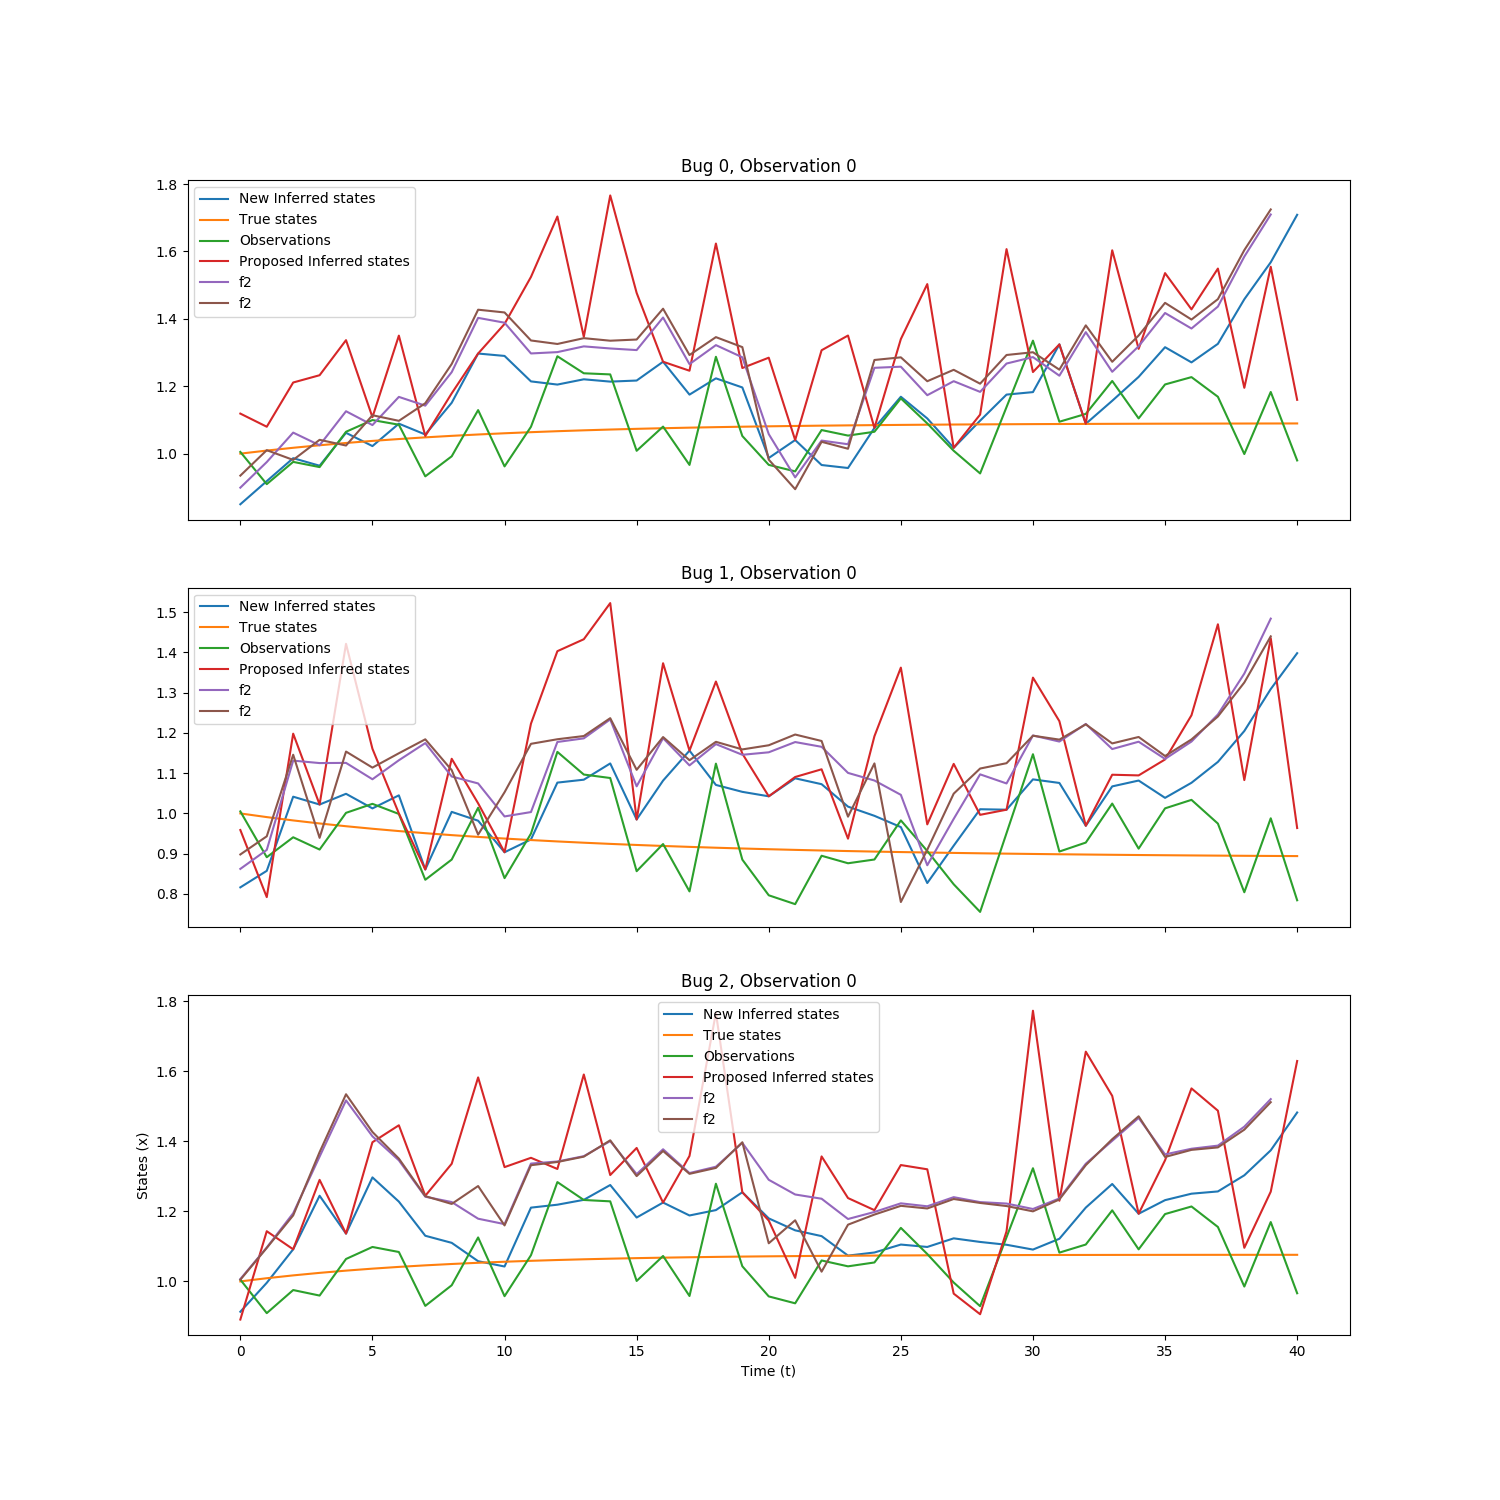 Bug 0, Observation 0
1.8
1.6
1.4
1.2
1.0
New Inferred states
True states
Observations
Proposed Inferred states
f2
f2
Bug 1, Observation 0
1.5
1.4
1.3
1.2
1.1
1.0
0.9
0.8
New Inferred states
True states
Observations
Proposed Inferred states
f2
f2
Bug 2, Observation 0
1.8
1.6
1.4
1.2
1.0
States (x)
New Inferred states
True states
Observations
Proposed Inferred states
f2
f2
0 5 10 15 20 25 30 35 40
Time (t)